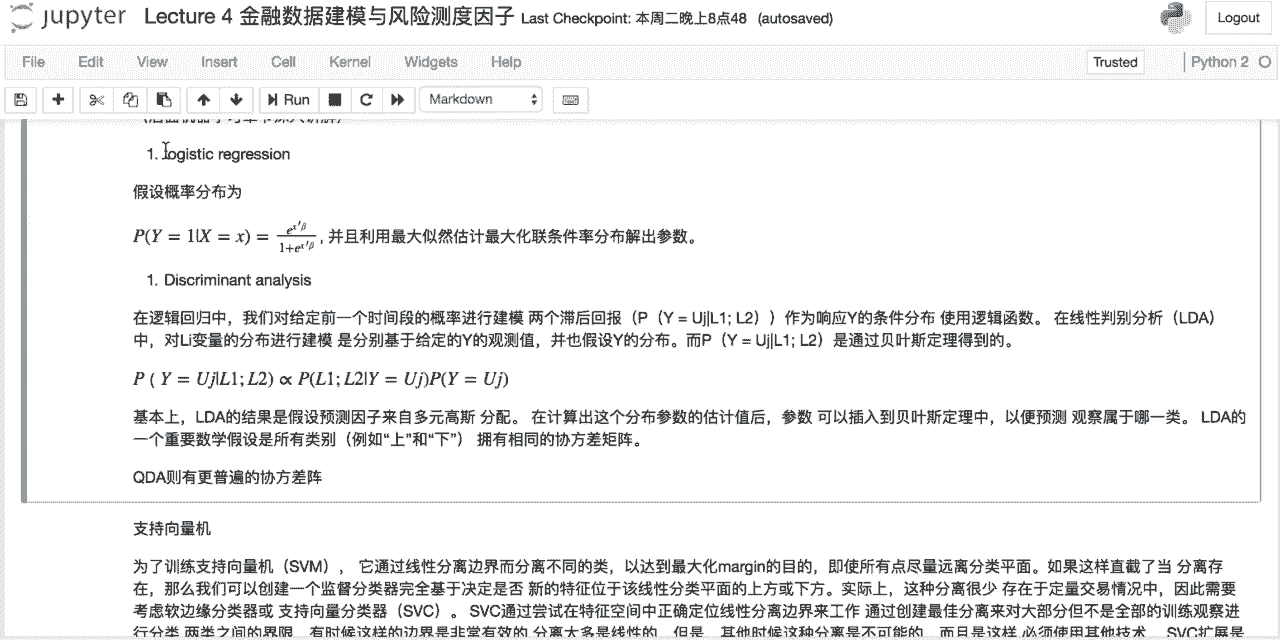 jupyter Lecture 4 金融数据建模与风险测度因子 Last Checkpoint: 本周二晚上8点48 (autosaved)
Logout
File Edit View Insert Cell Kernel Widgets Help
Trusted
Python 2
Run
Markdown
1. logistic regression
假设概率分布为
P(Y = 1|X = x) = e^{x'β} / (1+e^{x'β}) , 并且利用最大似然估计最大化联条件率分布解出参数。
1. Discriminant analysis
在逻辑回归中，我们对给定前一个时间段的概率进行建模 两个滞后回报（P（Y = Uj|L1; L2））作为响应Y的条件分布 使用逻辑函数。 在线性判别分析（LDA）
中，对Li变量的分布进行建模 是分别基于给定的Y的观测值，并也假设Y的分布。而P（Y = Uj|L1; L2）是通过贝叶斯定理得到的。
P ( Y = Uj|L1; L2) ∝ P(L1; L2|Y = Uj)P(Y = Uj)
基本上，LDA的结果是假设预测因子来自多元高斯 分配。 在计算出这个分布参数的估计值后，参数 可以插入到贝叶斯定理中，以便预测 观察属于哪一类。 LDA的
一个重要数学假设是所有类别（例如“上”和“下”） 拥有相同的协方差矩阵。
QDA则有更普遍的协方差阵
支持向量机
为了训练支持向量机（SVM）， 它通过线性分离边界而分离不同的类，以达到最大化margin的目的，即使所有点尽量远离分类平面。如果这样直截了当 分离存
在，那么我们可以创建一个监督分类器完全基于决定是否 新的特征位于该线性分类平面的上方或下方。实际上，这种分离很少 存在于定量交易情况中，因此需要
考虑软边缘分类器或 支持向量分类器（SVC）。 SVC通过尝试在特征空间中正确定位线性分离边界来工作 通过创建最佳分离来对大部分但不是全部的训练观察进
行分类 两类之间的界限。有时候这样的边界是非常有效的 分离大多是线性的。但是，其他时候这种分离是不可能的，而且是这样 必须使用其他技术。 SVC扩展是